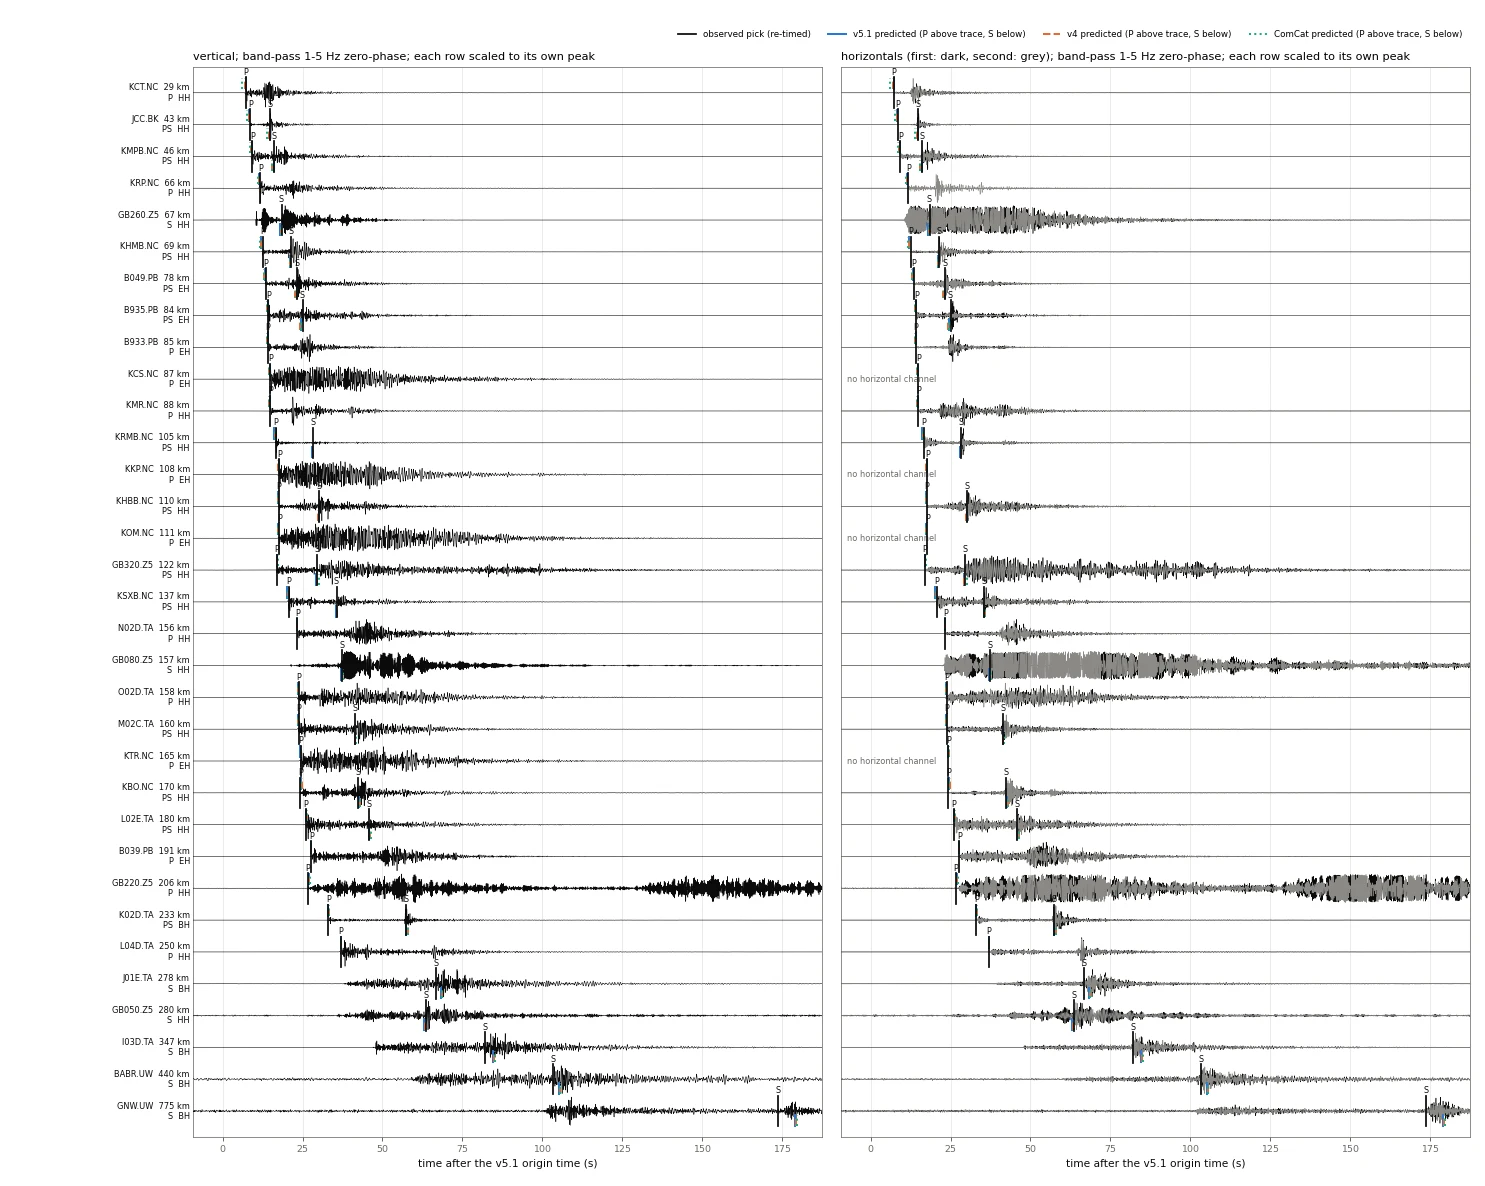 observed pick (re-timed)
v5.1 predicted (P above trace, S below)
v4 predicted (P above trace, S below)
ComCat predicted (P above trace, S below)
vertical; band-pass 1-5 Hz zero-phase; each row scaled to its own peak
horizontals (first: dark, second: grey); band-pass 1-5 Hz zero-phase; each row scaled to its own peak
KCT.NC 29 km
P HH
JCC.BK 43 km
PS HH
KMPB.NC 46 km
PS HH
KRP.NC 66 km
P HH
GB260.Z5 67 km
S HH
KHMB.NC 69 km
PS HH
B049.PB 78 km
PS EH
B935.PB 84 km
PS EH
B933.PB 85 km
P EH
KCS.NC 87 km
P EH
no horizontal channel
KMR.NC 88 km
P HH
KRMB.NC 105 km
PS HH
KKP.NC 108 km
P EH
no horizontal channel
KHBB.NC 110 km
PS HH
KOM.NC 111 km
P EH
no horizontal channel
GB320.Z5 122 km
PS HH
KSXB.NC 137 km
PS HH
N02D.TA 156 km
P HH
GB080.Z5 157 km
S HH
O02D.TA 158 km
P HH
M02C.TA 160 km
PS HH
KTR.NC 165 km
P EH
no horizontal channel
KBO.NC 170 km
PS HH
L02E.TA 180 km
PS HH
B039.PB 191 km
P EH
GB220.Z5 206 km
P HH
K02D.TA 233 km
PS BH
L04D.TA 250 km
P HH
J01E.TA 278 km
S BH
GB050.Z5 280 km
S HH
I03D.TA 347 km
S BH
BABR.UW 440 km
S BH
GNW.UW 775 km
S BH
0 25 50 75 100 125 150 175
0 25 50 75 100 125 150 175
time after the v5.1 origin time (s)
time after the v5.1 origin time (s)